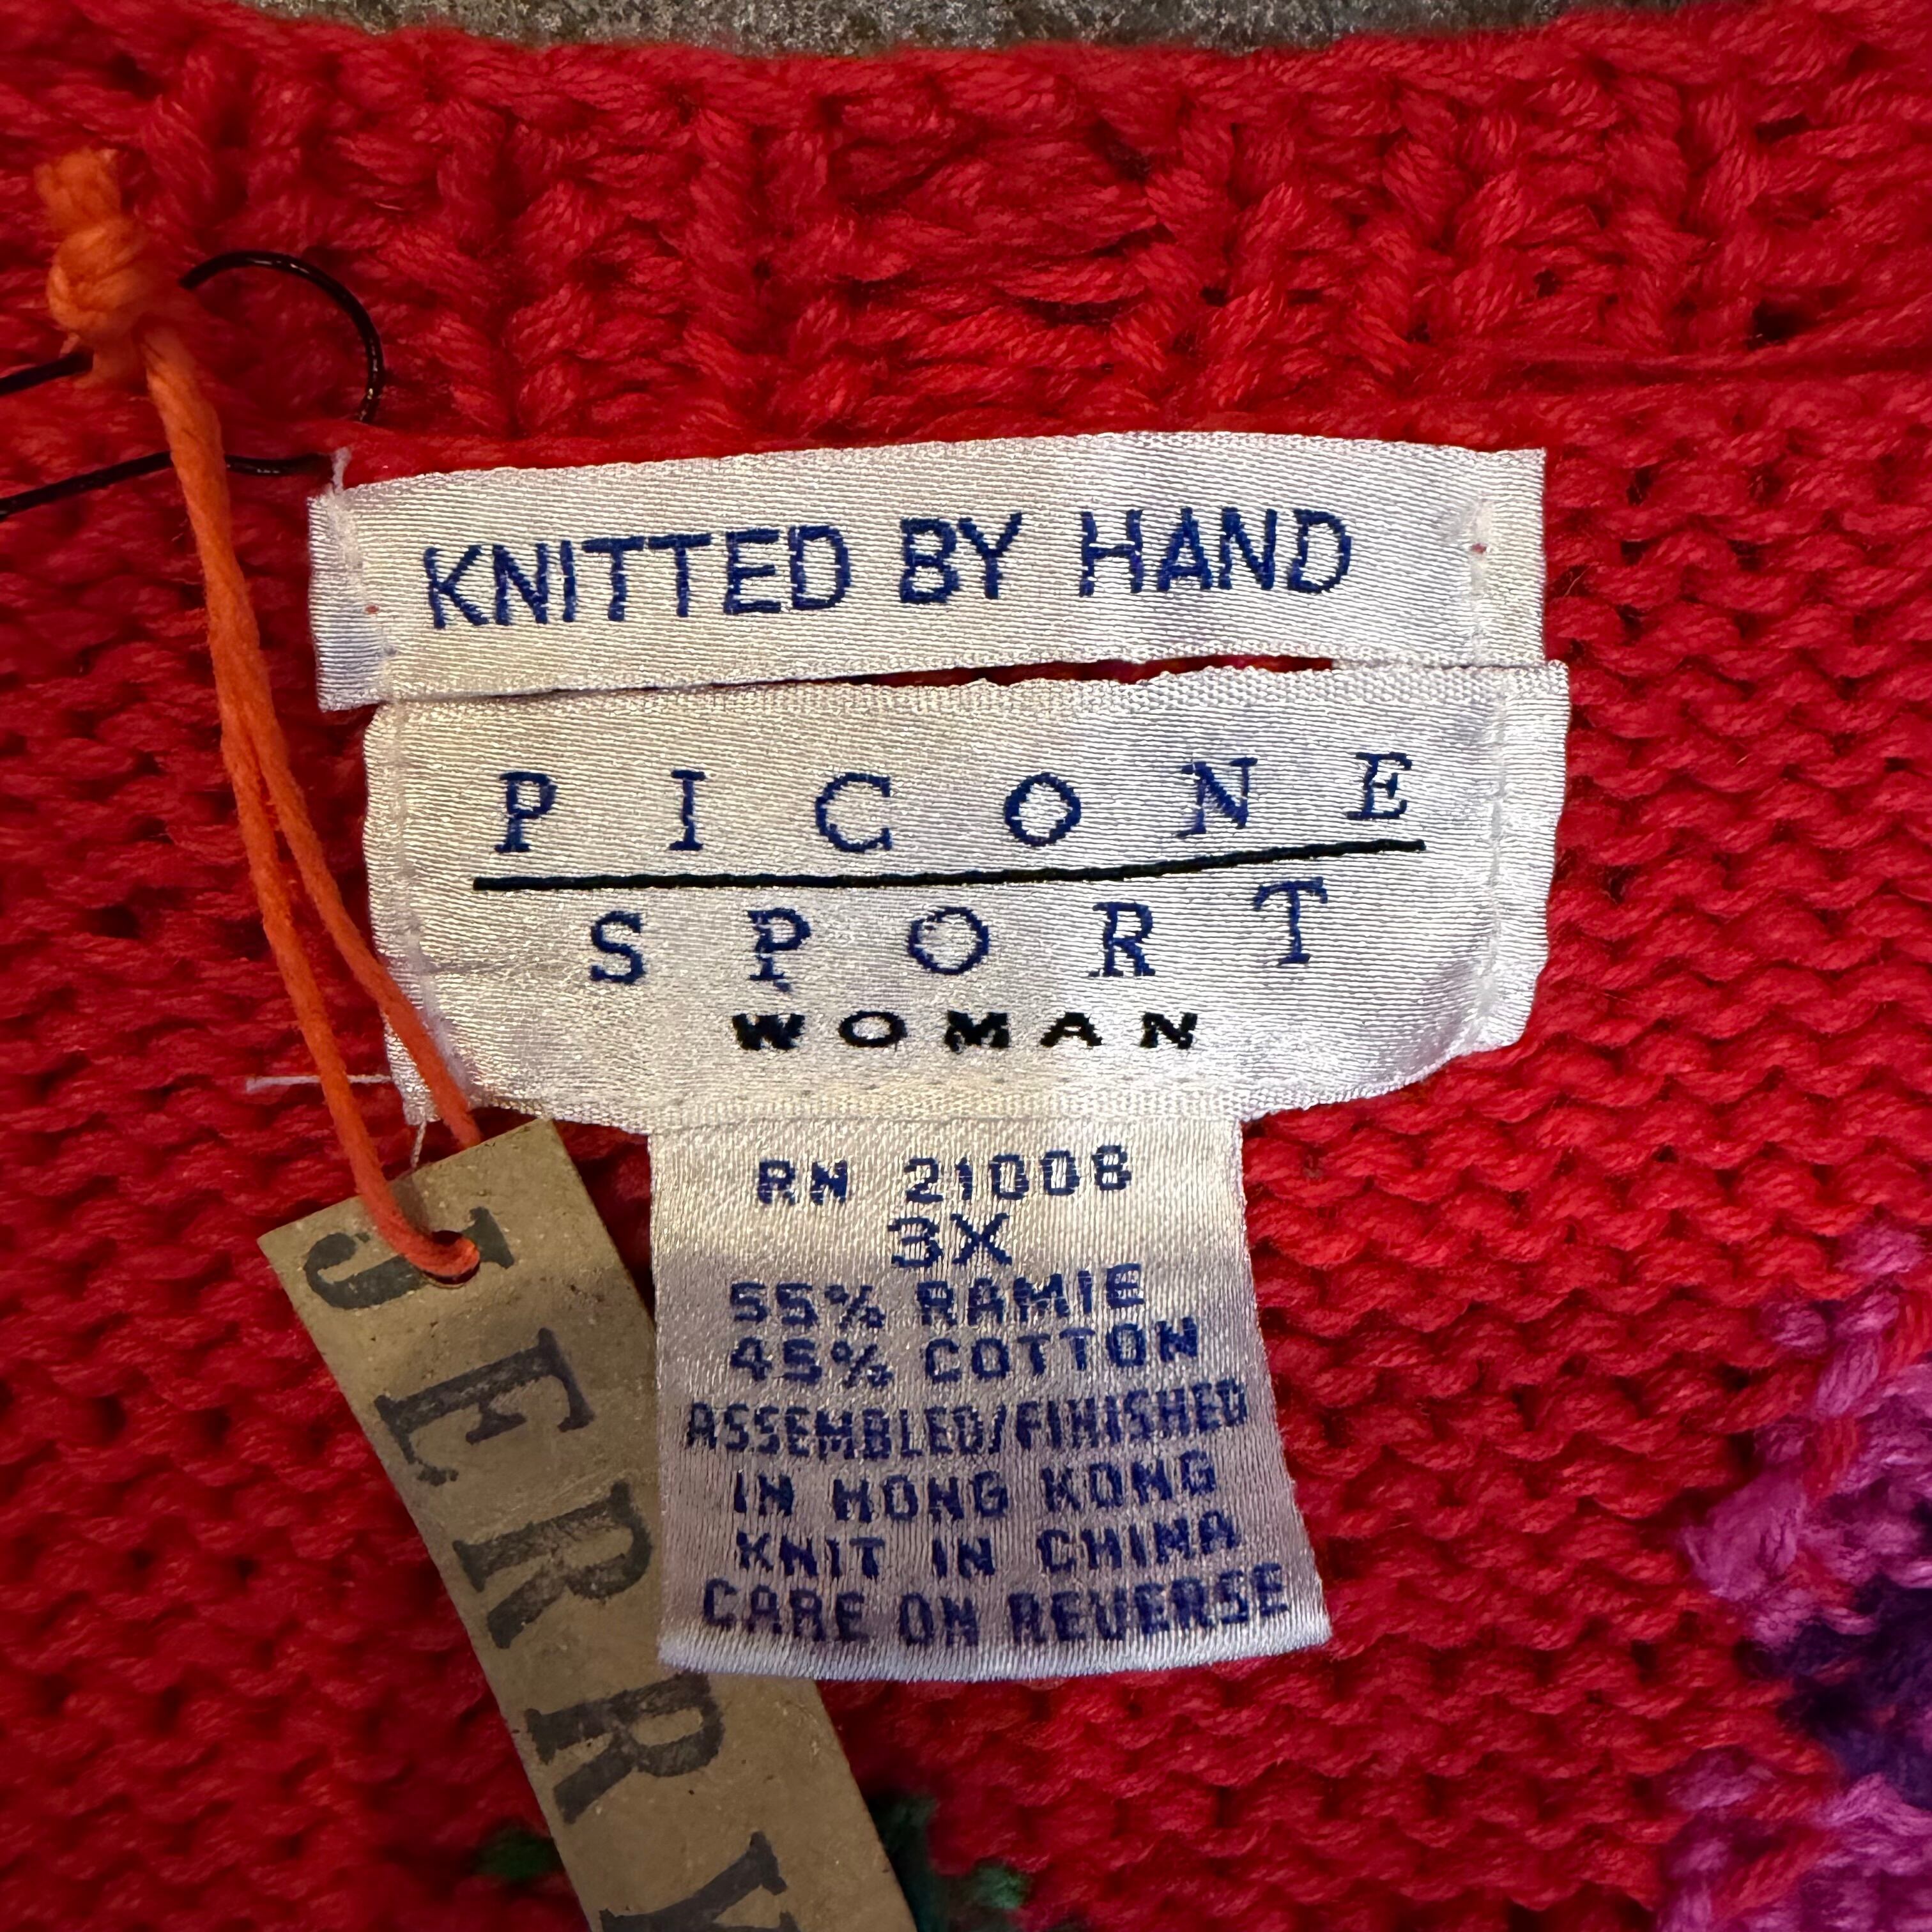 KNITTED BY HAND
PICONE
SPORT
WOMAN
RN 21008
3X
55% RAMIE
45% COTTON
ASSEMBLED/FINISHED
IN HONG KONG
KNIT IN CHINA
CARE ON REVERSE
JERRY